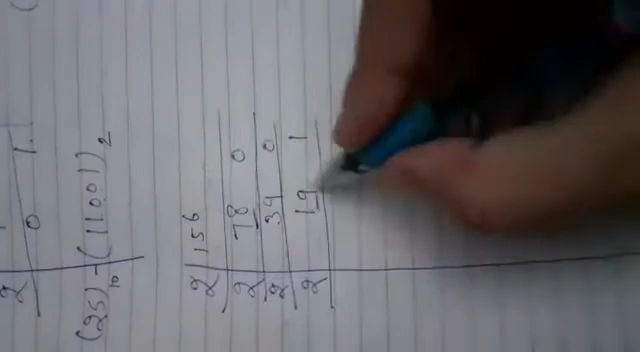 2 0 1
(25)10 - (11001)2
2 156
2 78 0
2 39 0
2 19 1